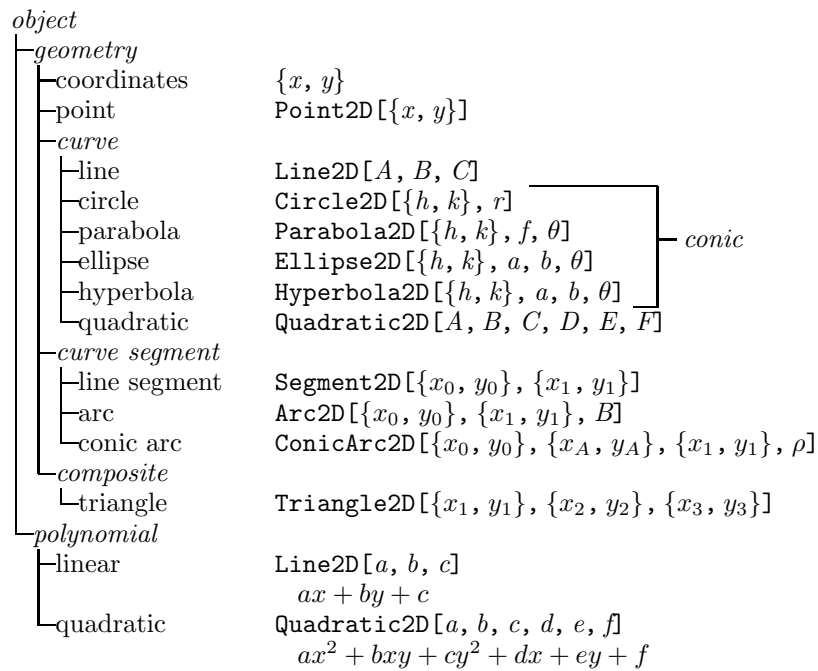 object
geometry
coordinates {x, y}
point Point2D[{x, y}]
curve
line Line2D[A, B, C]
circle Circle2D[{h, k}, r]
parabola Parabola2D[{h, k}, f, θ]
conic
ellipse Ellipse2D[{h, k}, a, b, θ]
hyperbola Hyperbola2D[{h, k}, a, b, θ]
quadratic Quadratic2D[A, B, C, D, E, F]
curve segment
line segment Segment2D[{x₀, y₀}, {x₁, y₁}]
arc Arc2D[{x₀, y₀}, {x₁, y₁}, B]
conic arc ConicArc2D[{x₀, y₀}, {x_A, y_A}, {x₁, y₁}, ρ]
composite
triangle Triangle2D[{x₁, y₁}, {x₂, y₂}, {x₃, y₃}]
polynomial
linear Line2D[a, b, c]
ax + by + c
quadratic Quadratic2D[a, b, c, d, e, f]
ax² + bxy + cy² + dx + ey + f